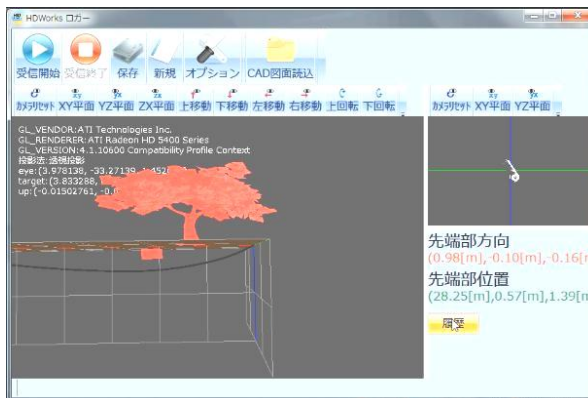 HDWorks ロガー
受信開始 受信終了 保存 新規 オプション CAD図面読込
カメラリセット XY平面 YZ平面 ZX平面 上移動 下移動 左移動 右移動 上回転 下回転
カメラリセット XY平面 YZ平面
GL_VENDOR:ATI Technologies Inc.
GL_RENDERER:ATI Radeon HD 5400 Series
GL_VERSION:4.1.10600 Compatibility Profile Context
投影法:透視投影
eye:(3.978138, -33.27139,
target:(3.833288,
up:(-0.01502761,
先端部方向
(0.98[m],-0.10[m],-0.16[m
先端部位置
(28.25[m],0.57[m],1.39[m
履歴